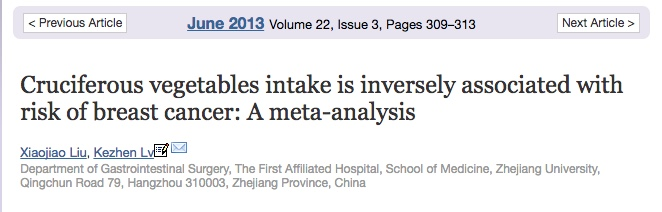 < Previous Article June 2013 Volume 22, Issue 3, Pages 309–313 Next Article >
Cruciferous vegetables intake is inversely associated with
risk of breast cancer: A meta-analysis
Xiaojiao Liu, Kezhen Lv
Department of Gastrointestinal Surgery, The First Affiliated Hospital, School of Medicine, Zhejiang University,
Qingchun Road 79, Hangzhou 310003, Zhejiang Province, China